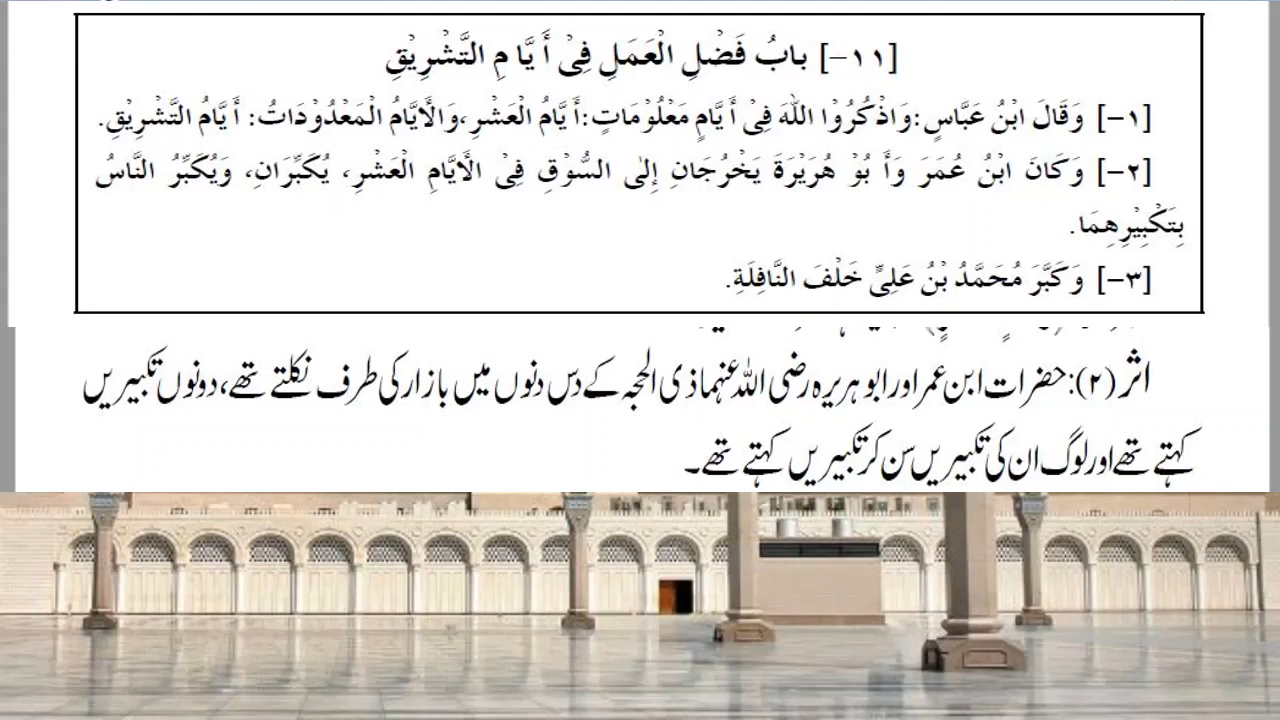 [١١-] بابُ فَضْلِ الْعَمَلِ فِىْ أَيَّامِ التَّشْرِيْقِ
[١-] وَقَالَ ابْنُ عَبَّاسٍ: وَاذْكُرُوْا اللّٰهَ فِىْ أَيَّامٍ مَعْلُوْمَاتٍ: أَيَّامُ الْعَشْرِ، وَالْأَيَّامُ الْمَعْدُوْدَاتُ: أَيَّامُ التَّشْرِيْقِ.
[٢-] وَكَانَ ابْنُ عُمَرَ وَأَبُوْ هُرَيْرَةَ يَخْرُجَانِ إِلٰى السُّوْقِ فِىْ الْأَيَّامِ الْعَشْرِ، يُكَبِّرَانِ، وَيُكَبِّرُ النَّاسُ
بِتَكْبِيْرِهِمَا.
[٣-] وَكَبَّرَ مُحَمَّدُ بْنُ عَلِيٍّ خَلْفَ النَّافِلَةِ.
اثر (۲): حضرات ابن عمر اور ابو ہریرہ رضی اللہ عنہما ذی الحجہ کے دس دنوں میں بازار کی طرف نکلتے تھے، دونوں تکبیریں
کہتے تھے اور لوگ ان کی تکبیریں سن کر تکبیریں کہتے تھے۔